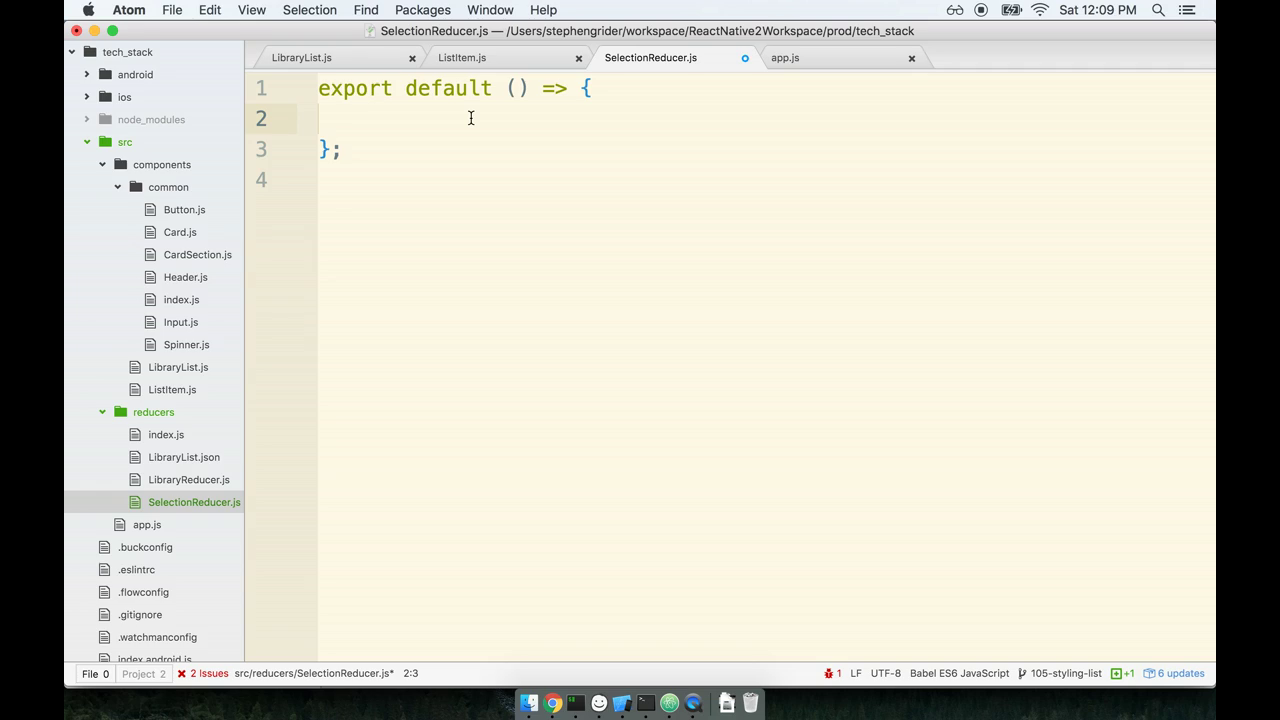 Atom File Edit View Selection Find Packages Window Help Sat 12:09 PM
SelectionReducer.js — /Users/stephengrider/workspace/ReactNative2Workspace/prod/tech_stack
tech_stack
android
ios
node_modules
src
components
common
Button.js
Card.js
CardSection.js
Header.js
index.js
Input.js
Spinner.js
LibraryList.js
ListItem.js
reducers
index.js
LibraryList.json
LibraryReducer.js
SelectionReducer.js
app.js
.buckconfig
.eslintrc
.flowconfig
.gitignore
.watchmanconfig
index.android.js
LibraryList.js ListItem.js SelectionReducer.js app.js
1 export default () => {
2
3 };
4
File 0 Project 2 2 Issues src/reducers/SelectionReducer.js* 2:3 1 LF UTF-8 Babel ES6 JavaScript 105-styling-list +1 6 updates